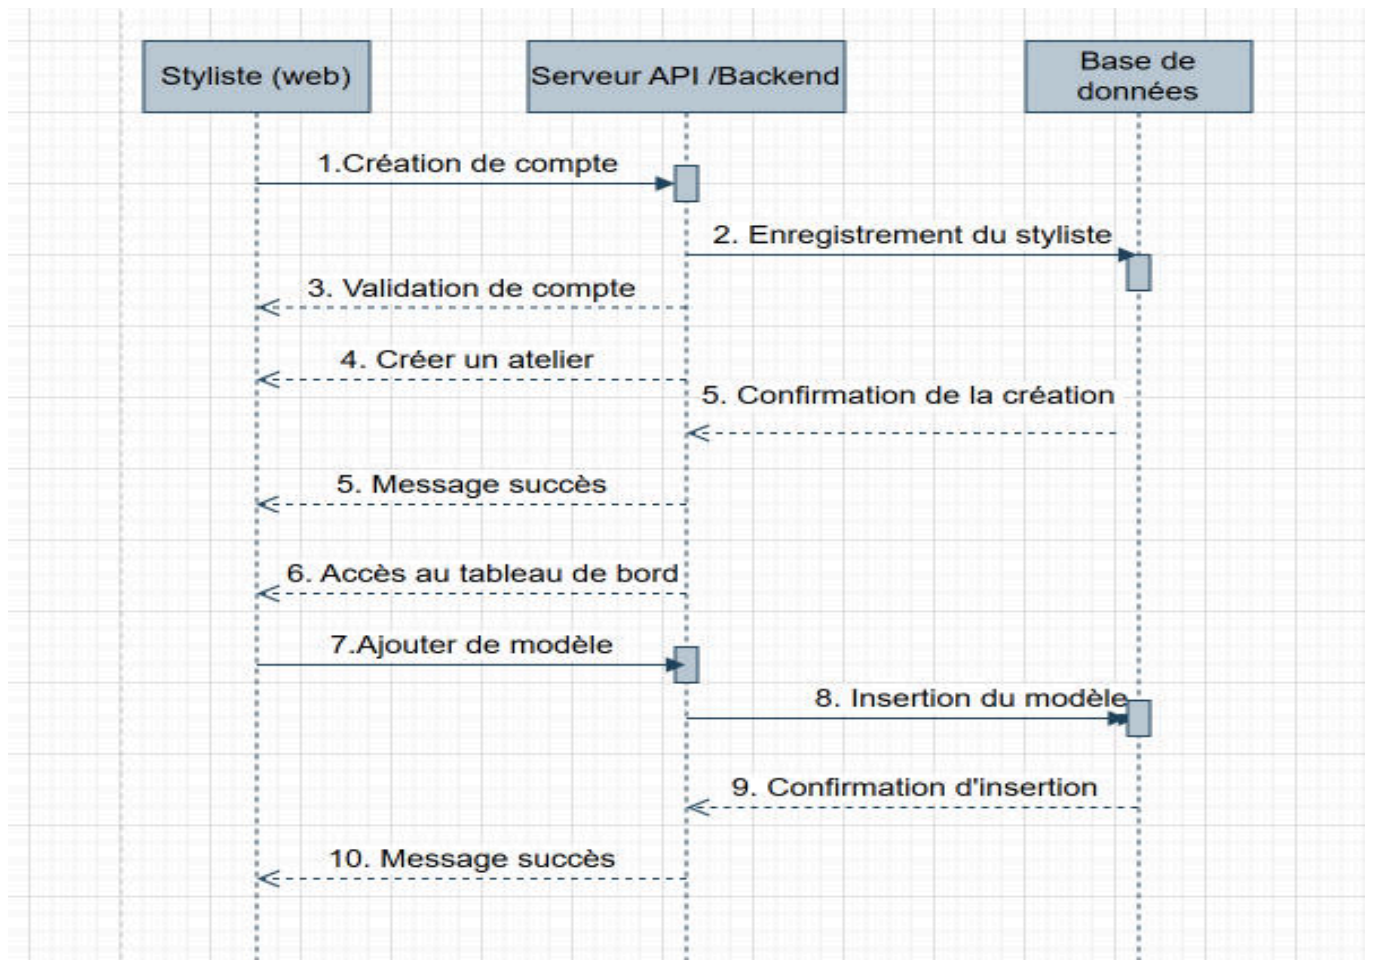 Styliste (web)
Serveur API /Backend
Base de
données
1.Création de compte
2. Enregistrement du styliste
3. Validation de compte
4. Créer un atelier
5. Confirmation de la création
5. Message succès
6. Accès au tableau de bord
7.Ajouter de modèle
8. Insertion du modèle
9. Confirmation d'insertion
10. Message succès